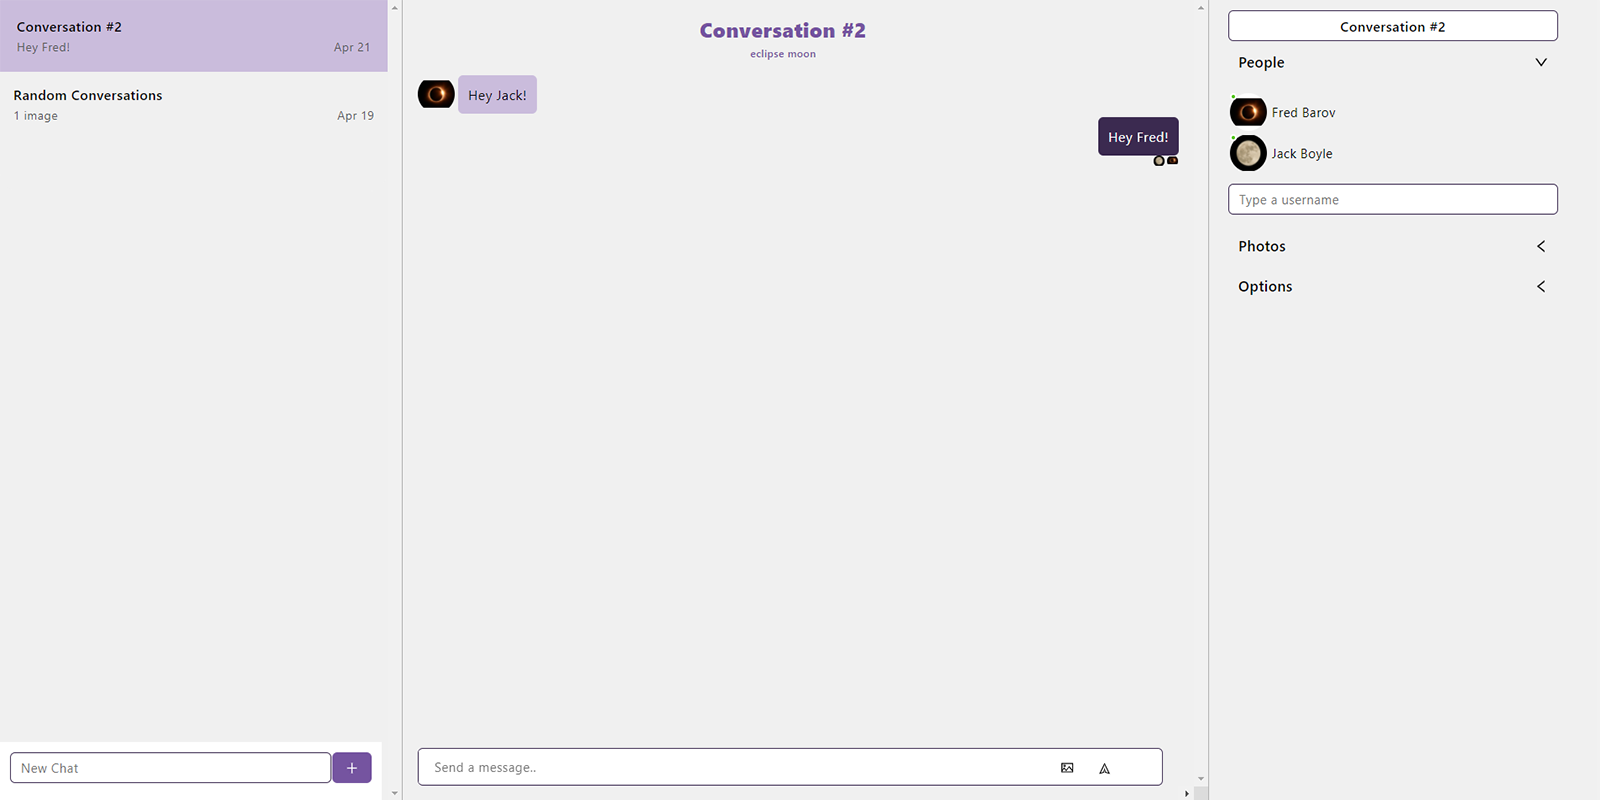 Conversation #2
Hey Fred!
Apr 21
Random Conversations
1 image
Apr 19
New Chat
+
Conversation #2
eclipse moon
Hey Jack!
Hey Fred!
Send a message..
Conversation #2
People
Fred Barov
Jack Boyle
Type a username
Photos
Options